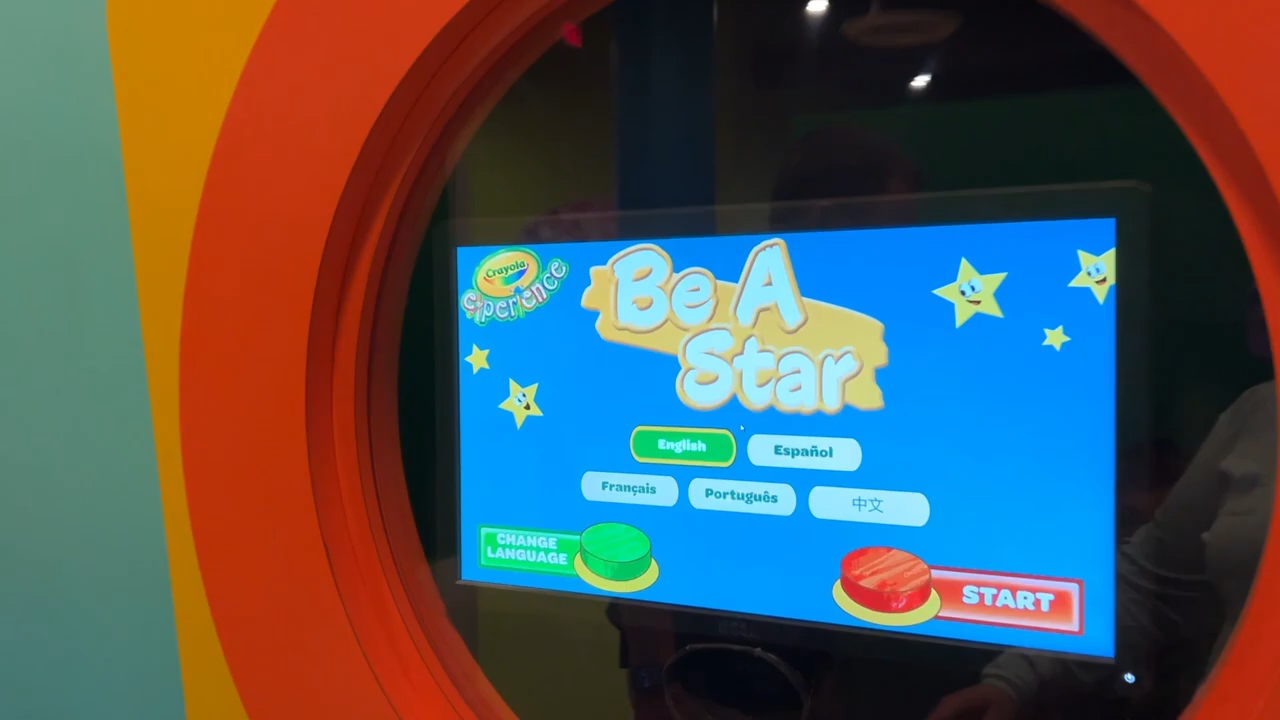 Crayola
experience
Be A
Star
English
Español
Français
Português
中文
CHANGE
LANGUAGE
START